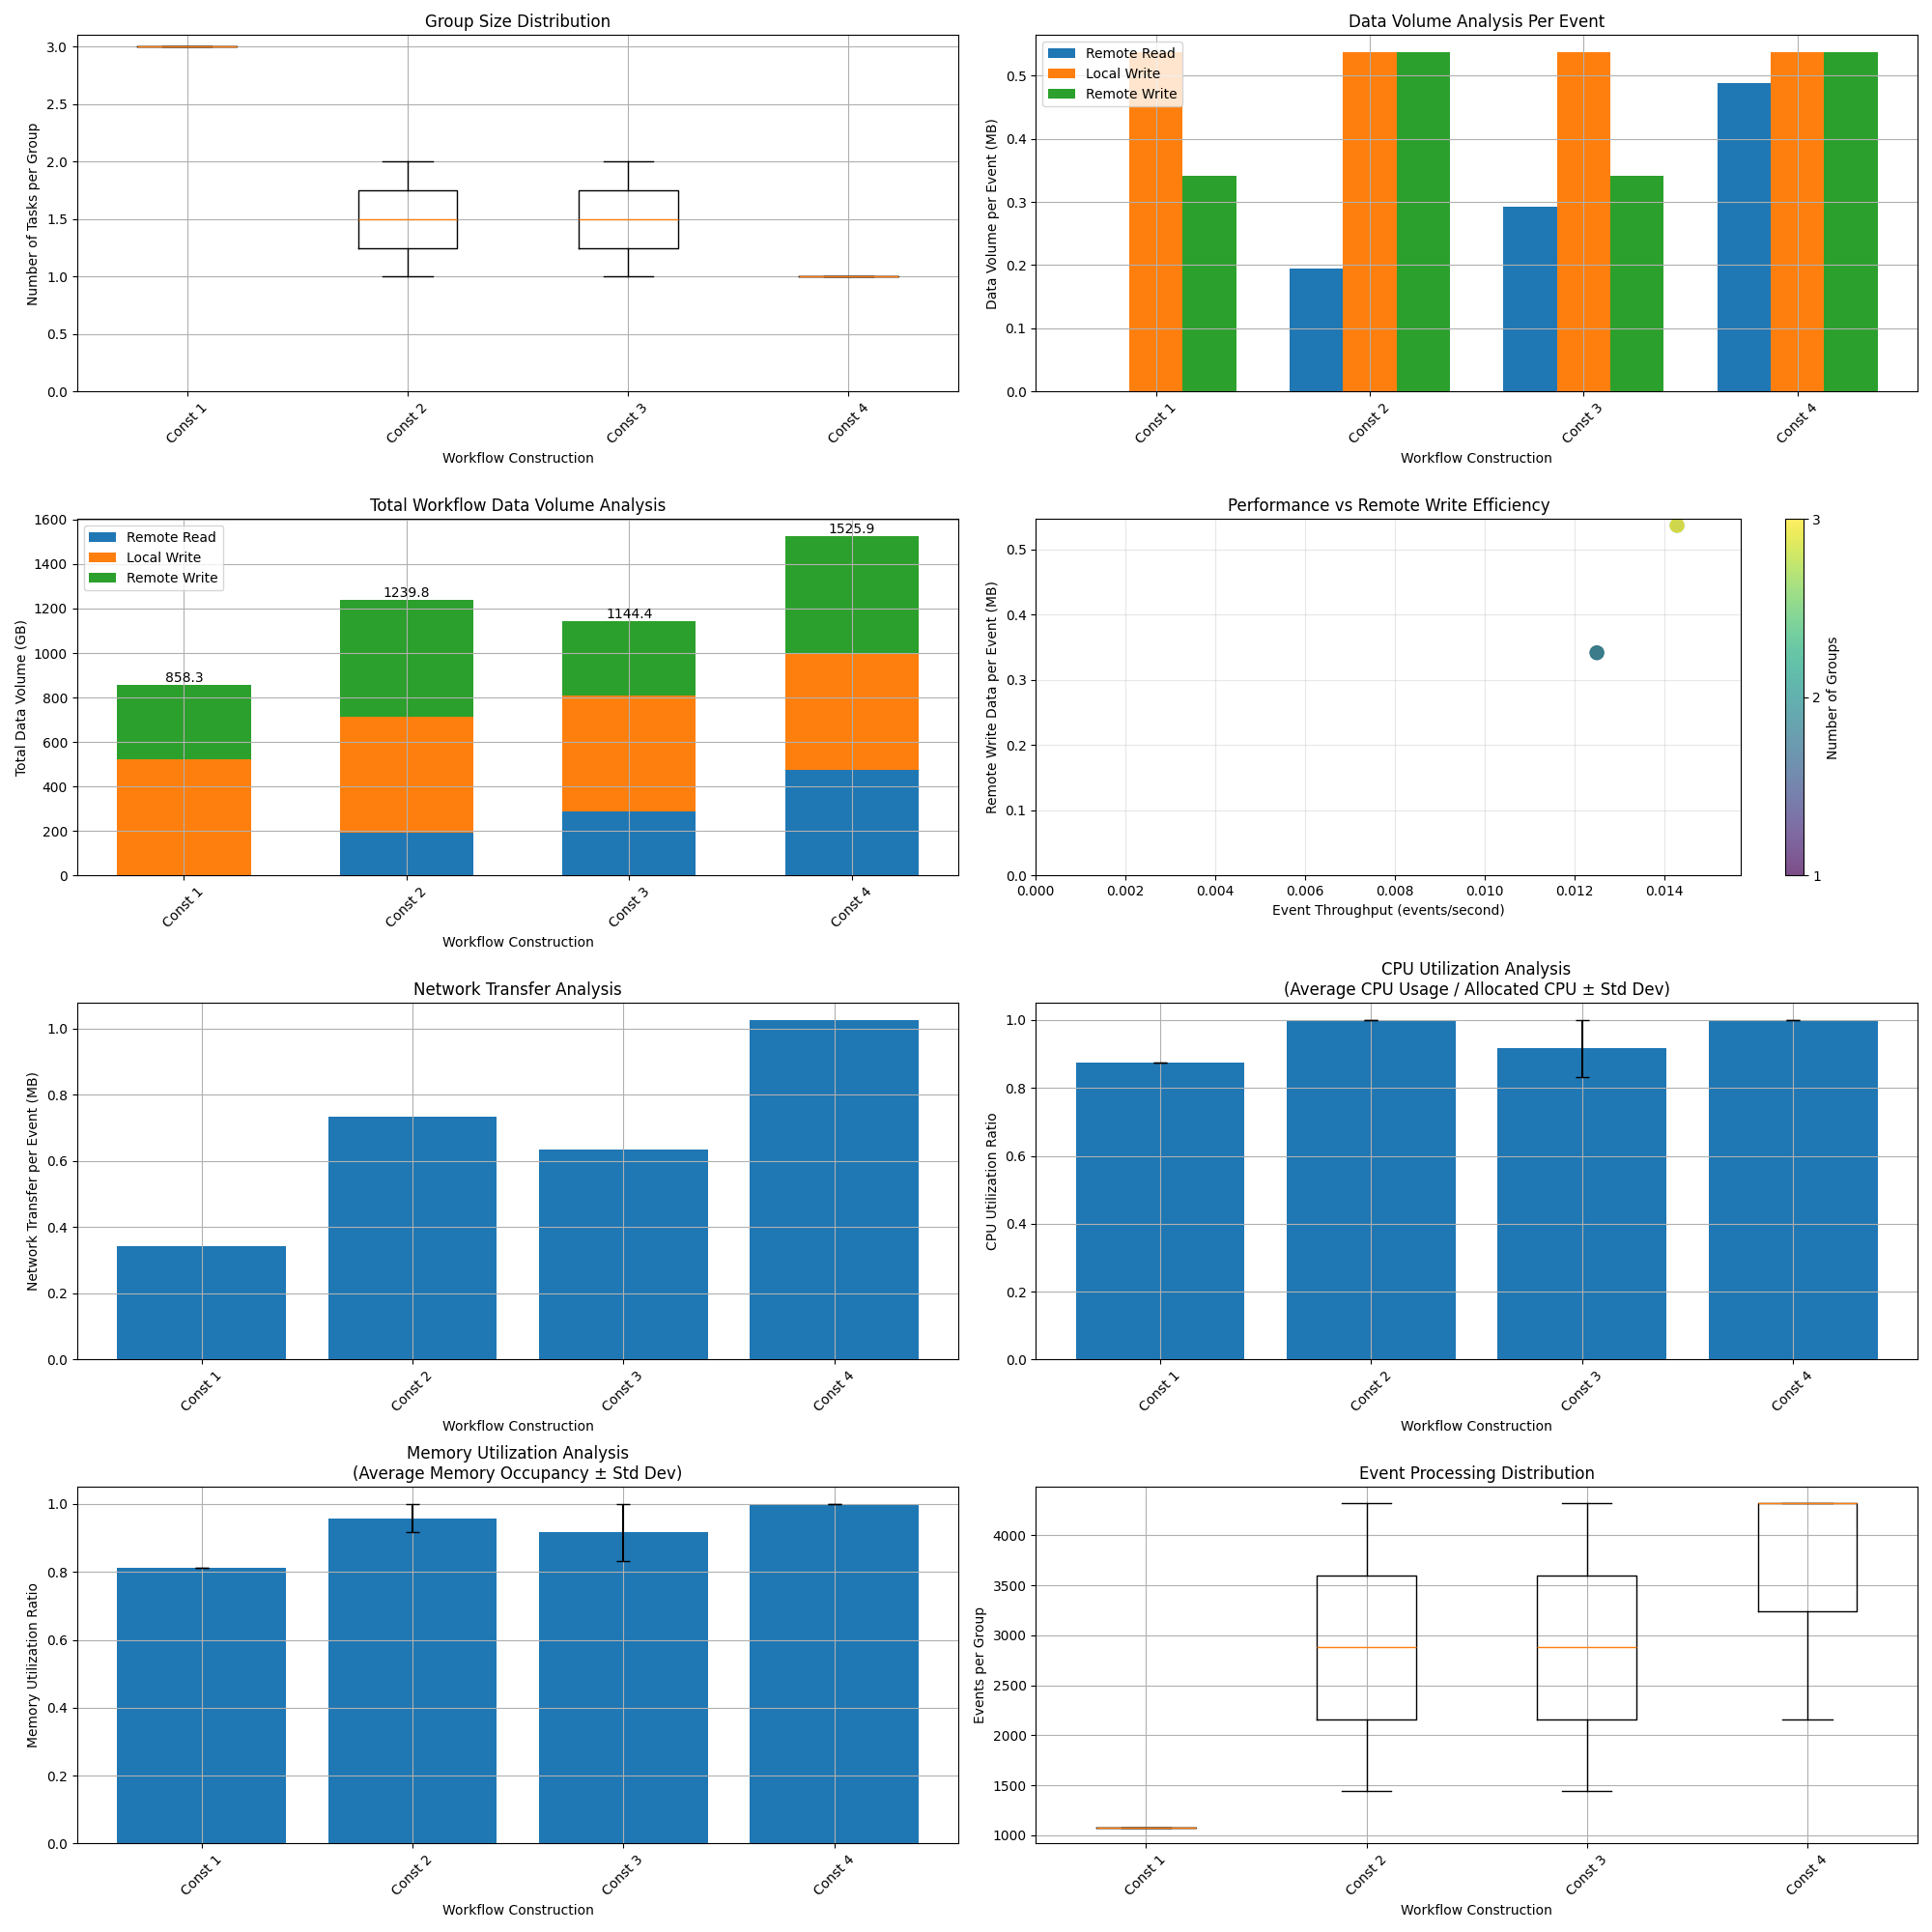 Group Size Distribution
3.0
2.5
2.0
1.5
1.0
0.5
0.0
Number of Tasks per Group
Const 1
Const 2
Const 3
Const 4
Workflow Construction
Data Volume Analysis Per Event
Remote Read
Local Write
Remote Write
0.5
0.4
0.3
0.2
0.1
0.0
Data Volume per Event (MB)
Const 1
Const 2
Const 3
Const 4
Workflow Construction
Total Workflow Data Volume Analysis
Remote Read
Local Write
Remote Write
1600
1400
1200
1000
800
600
400
200
0
Total Data Volume (GB)
858.3
1239.8
1144.4
1525.9
Const 1
Const 2
Const 3
Const 4
Workflow Construction
Performance vs Remote Write Efficiency
0.5
0.4
0.3
0.2
0.1
0.0
Remote Write Data per Event (MB)
0.000
0.002
0.004
0.006
0.008
0.010
0.012
0.014
Event Throughput (events/second)
3
2
1
Number of Groups
Network Transfer Analysis
1.0
0.8
0.6
0.4
0.2
0.0
Network Transfer per Event (MB)
Const 1
Const 2
Const 3
Const 4
Workflow Construction
CPU Utilization Analysis
(Average CPU Usage / Allocated CPU ± Std Dev)
1.0
0.8
0.6
0.4
0.2
0.0
CPU Utilization Ratio
Const 1
Const 2
Const 3
Const 4
Workflow Construction
Memory Utilization Analysis
(Average Memory Occupancy ± Std Dev)
1.0
0.8
0.6
0.4
0.2
0.0
Memory Utilization Ratio
Const 1
Const 2
Const 3
Const 4
Workflow Construction
Event Processing Distribution
4000
3500
3000
2500
2000
1500
1000
Events per Group
Const 1
Const 2
Const 3
Const 4
Workflow Construction